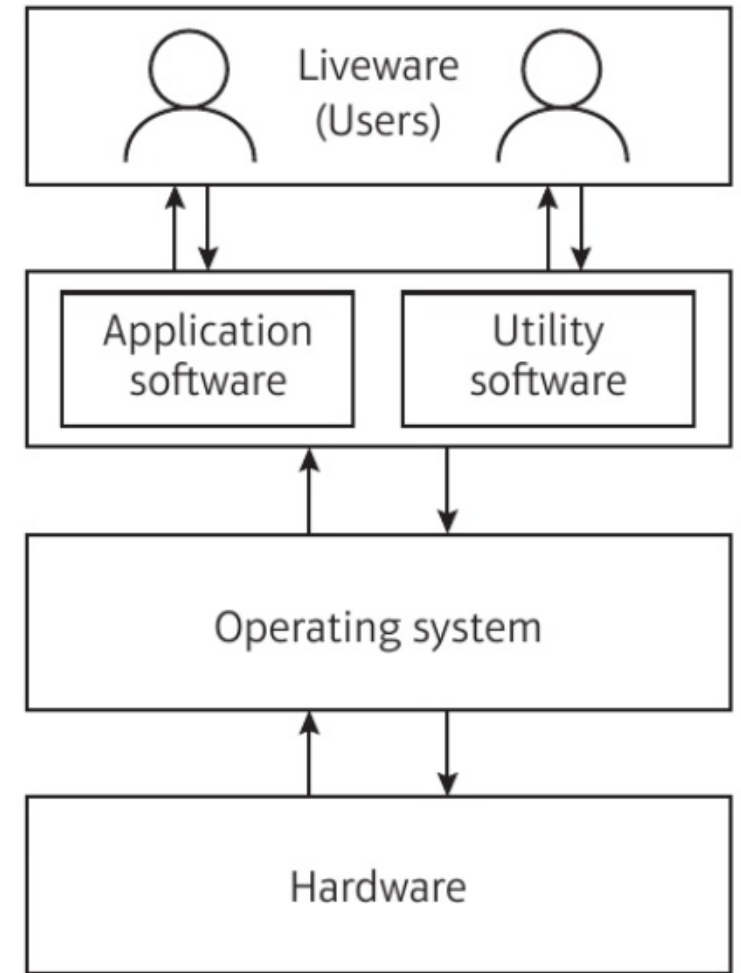 Liveware
(Users)
Application
software
Utility
software
Operating system
Hardware